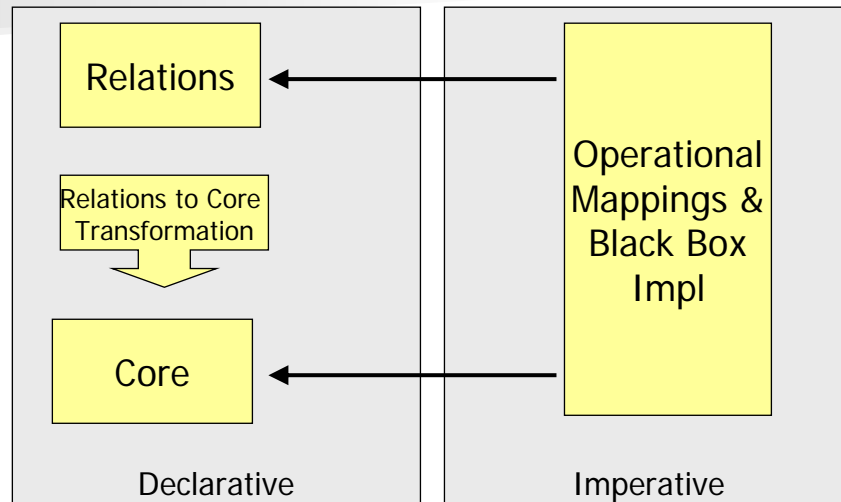 Relations
Relations to Core
Transformation
Core
Declarative
Operational
Mappings &
Black Box
Impl
Imperative